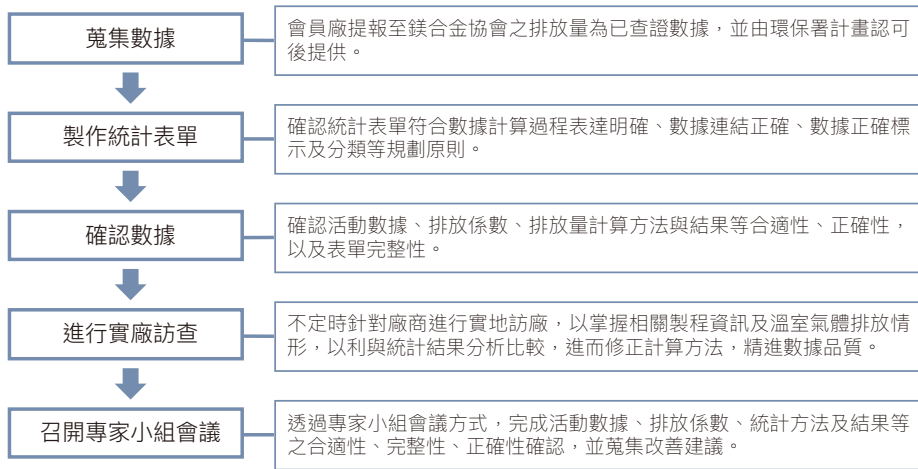 蒐集數據
會員廠提報至鎂合金協會之排放量為已查證數據，並由環保署計畫認可
後提供。
製作統計表單
確認統計表單符合數據計算過程表達明確、數據連結正確、數據正確標
示及分類等規劃原則。
確認數據
確認活動數據、排放係數、排放量計算方法與結果等合適性、正確性，
以及表單完整性。
進行實廠訪查
不定時針對廠商進行實地訪廠，以掌握相關製程資訊及溫室氣體排放情
形，以利與統計結果分析比較，進而修正計算方法，精進數據品質。
召開專家小組會議
透過專家小組會議方式，完成活動數據、排放係數、統計方法及結果等
之合適性、完整性、正確性確認，並蒐集改善建議。